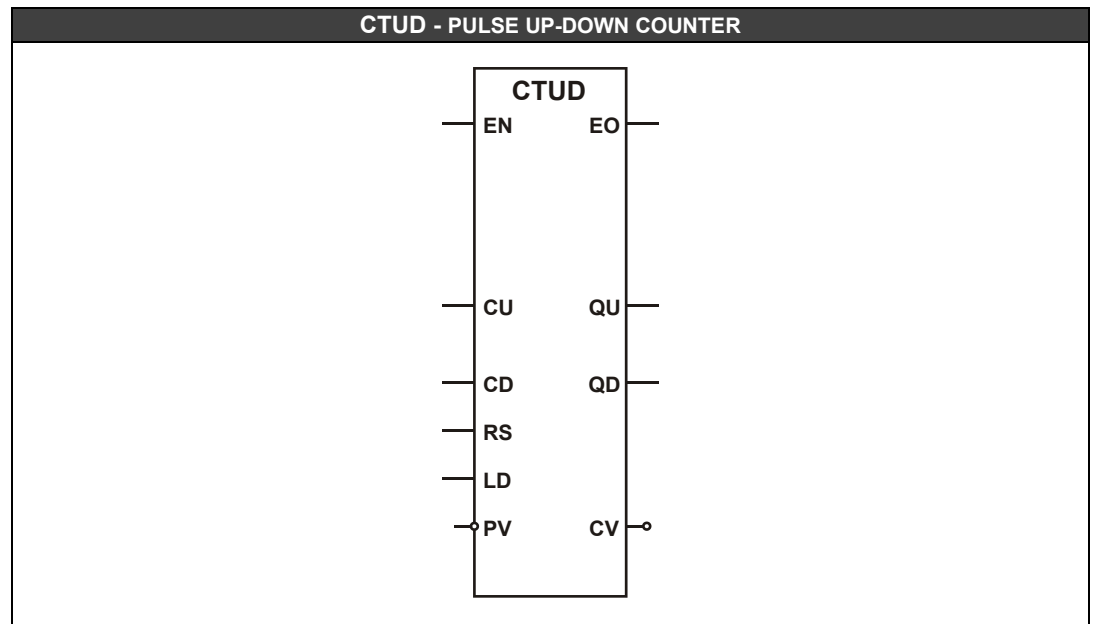 CTUD - PULSE UP-DOWN COUNTER
CTUD
EN EO
CU QU
CD QD
RS
LD
PV CV